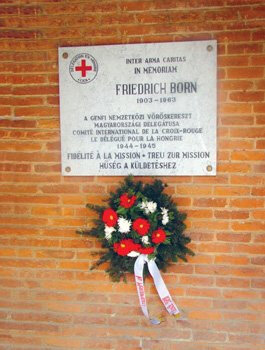 INTER ARMA CARITAS
IN MEMORIAM
FRIEDRICH BORN
1903 - 1963
A GENFI NEMZETKÖZI VÖRÖSKERESZT
MAGYARORSZÁGI DELEGÁTUSA
COMITÉ INTERNATIONAL DE LA CROIX-ROUGE
LE DÉLÉGUÉ POUR LA HONGRIE
1944 - 1945
FIDÉLITÉ À LA MISSION • TREU ZUR MISSION
HŰSÉG A KÜLDETÉSHEZ